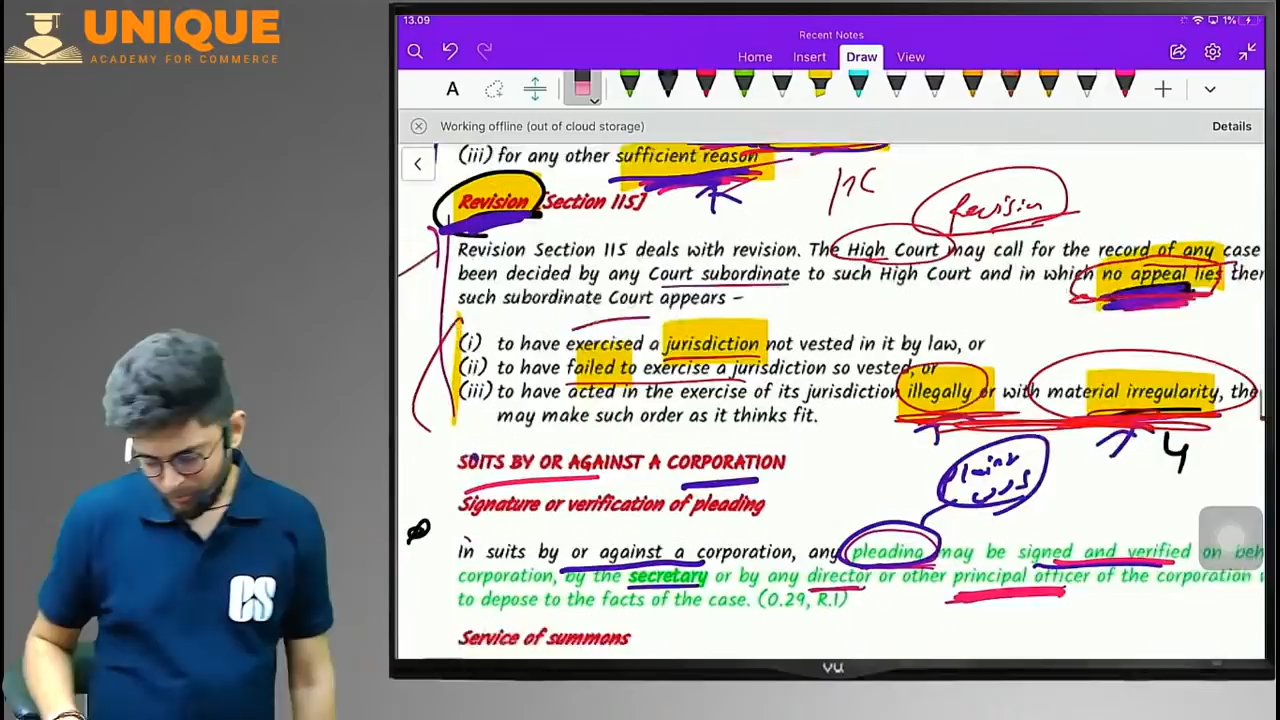 UNIQUE
ACADEMY FOR COMMERCE
13.09
1%
Recent Notes
Home Insert Draw View
A
Working offline (out of cloud storage)
Details
(iii) for any other sufficient reason
Revision [Section 115]
Revision
Revision Section 115 deals with revision. The High Court may call for the record of any case
been decided by any Court subordinate to such High Court and in which no appeal lies ther
such subordinate Court appears –
(i) to have exercised a jurisdiction not vested in it by law, or
(ii) to have failed to exercise a jurisdiction so vested, or
(iii) to have acted in the exercise of its jurisdiction illegally or with material irregularity, the
may make such order as it thinks fit.
4
SUITS BY OR AGAINST A CORPORATION
Signature or verification of pleading
In suits by or against a corporation, any pleading may be signed and verified on beh
corporation, by the secretary or by any director or other principal officer of the corporation
to depose to the facts of the case. (O.29, R.1)
Service of summons
CS
VU